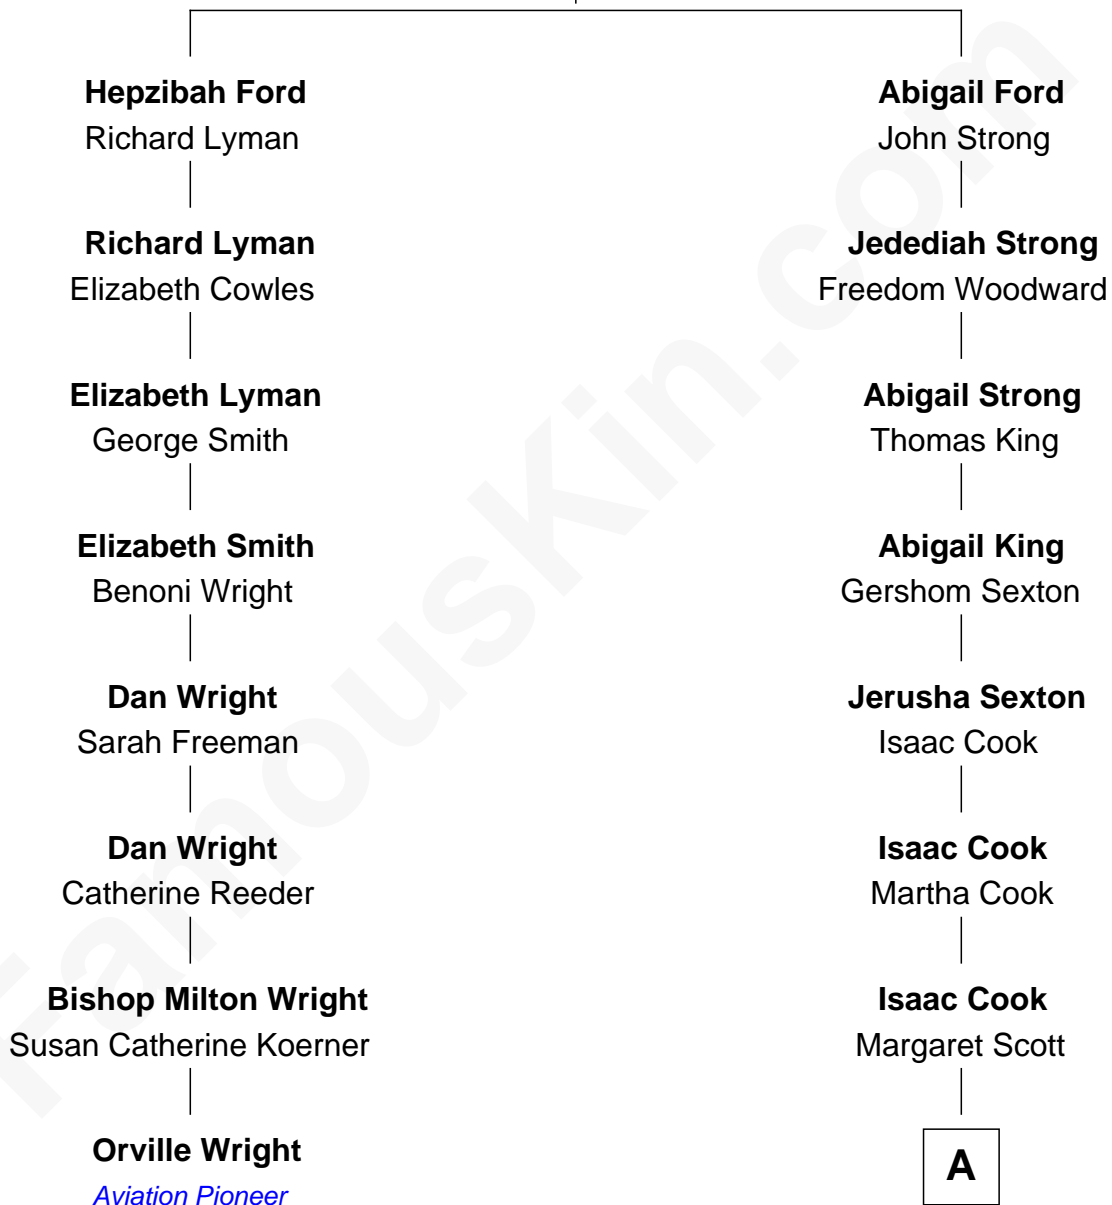 Hepzibah Ford
Richard Lyman
Richard Lyman
Elizabeth Cowles
Elizabeth Lyman
George Smith
Elizabeth Smith
Benoni Wright
Dan Wright
Sarah Freeman
Dan Wright
Catherine Reeder
Bishop Milton Wright
Susan Catherine Koerner
Orville Wright
Aviation Pioneer
Abigail Ford
John Strong
Jedediah Strong
Freedom Woodward
Abigail Strong
Thomas King
Abigail King
Gershom Sexton
Jerusha Sexton
Isaac Cook
Isaac Cook
Martha Cook
Isaac Cook
Margaret Scott
A
FamousKin.com